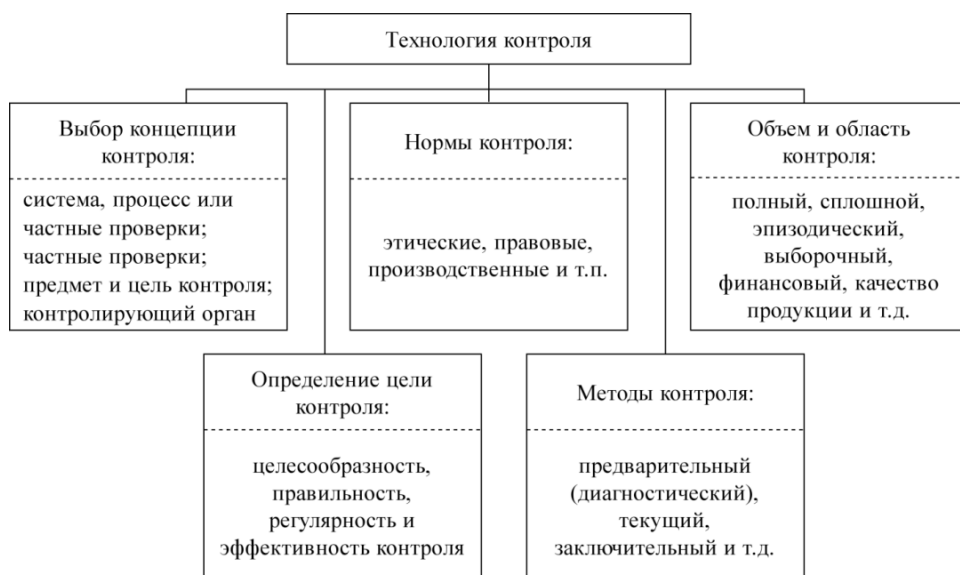 Технология контроля
Выбор концепции
контроля:
система, процесс или
частные проверки;
частные проверки;
предмет и цель контроля;
контролирующий орган
Нормы контроля:
этические, правовые,
производственные и т.п.
Объем и область
контроля:
полный, сплошной,
эпизодический,
выборочный,
финансовый, качество
продукции и т.д.
Определение цели
контроля:
целесообразность,
правильность,
регулярность и
эффективность контроля
Методы контроля:
предварительный
(диагностический),
текущий,
заключительный и т.д.